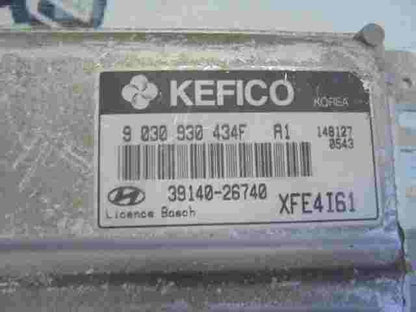 KEFICO
KOREA
9 030 930 434F A1 148127
0543
39140-26740
XFE4I61
Licence Bosch